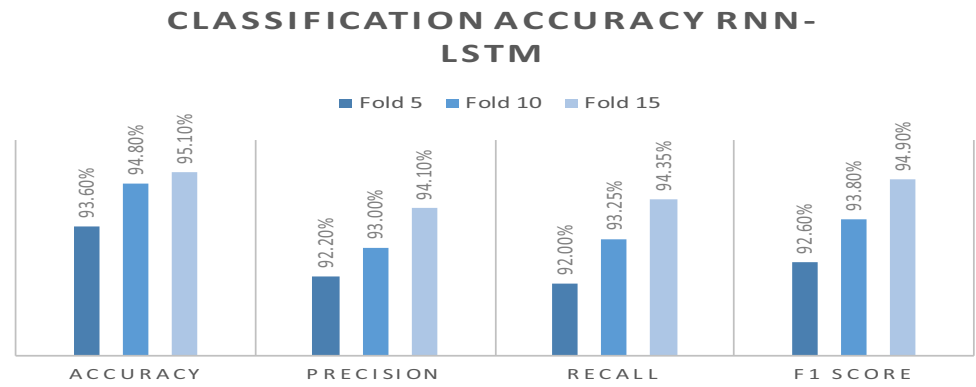 CLASSIFICATION ACCURACY RNN-
LSTM
Fold 5 Fold 10 Fold 15
93.60% 94.80% 95.10% 92.20% 93.00% 94.10% 92.00% 93.25% 94.35% 92.60% 93.80% 94.90%
ACCURACY PRECISION RECALL F1 SCORE